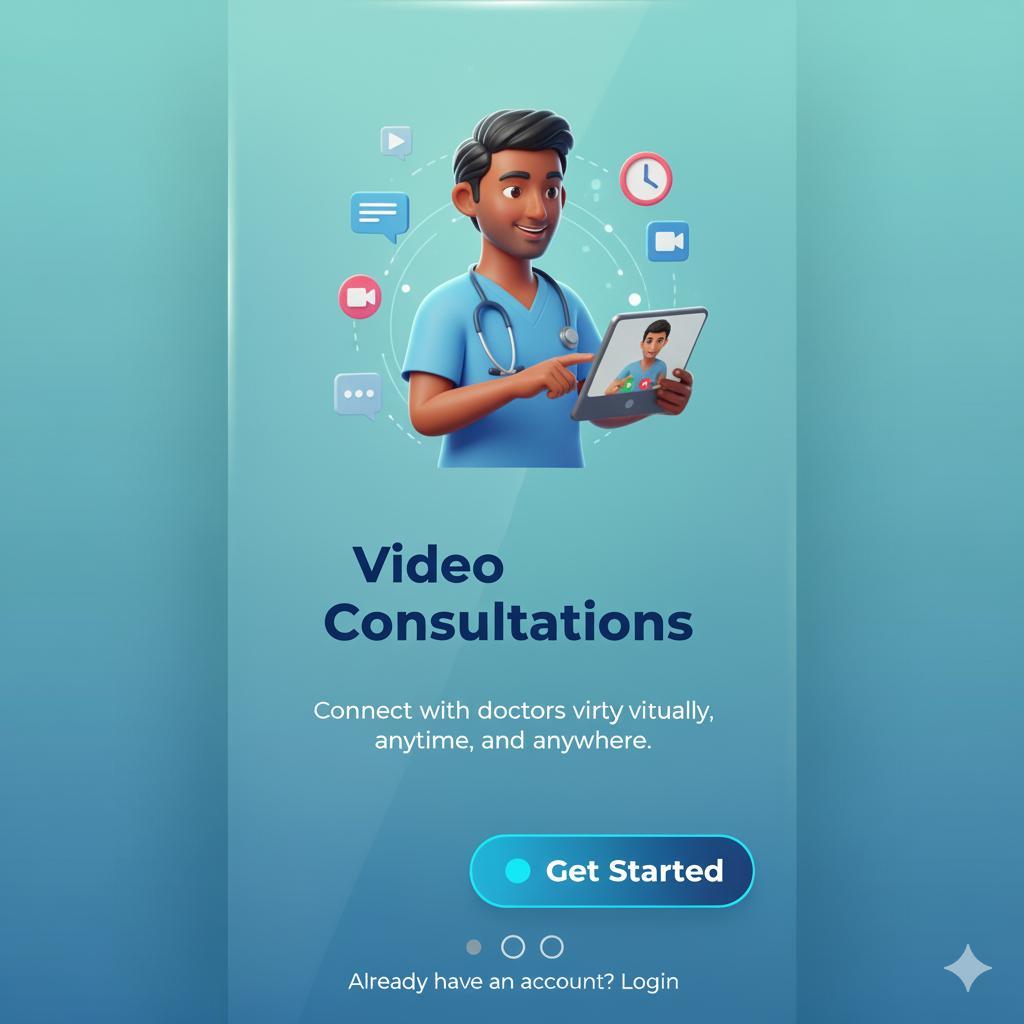 Video
Consultations
Connect with doctors virty vitually,
anytime, and anywhere.
Get Started
Already have an account? Login